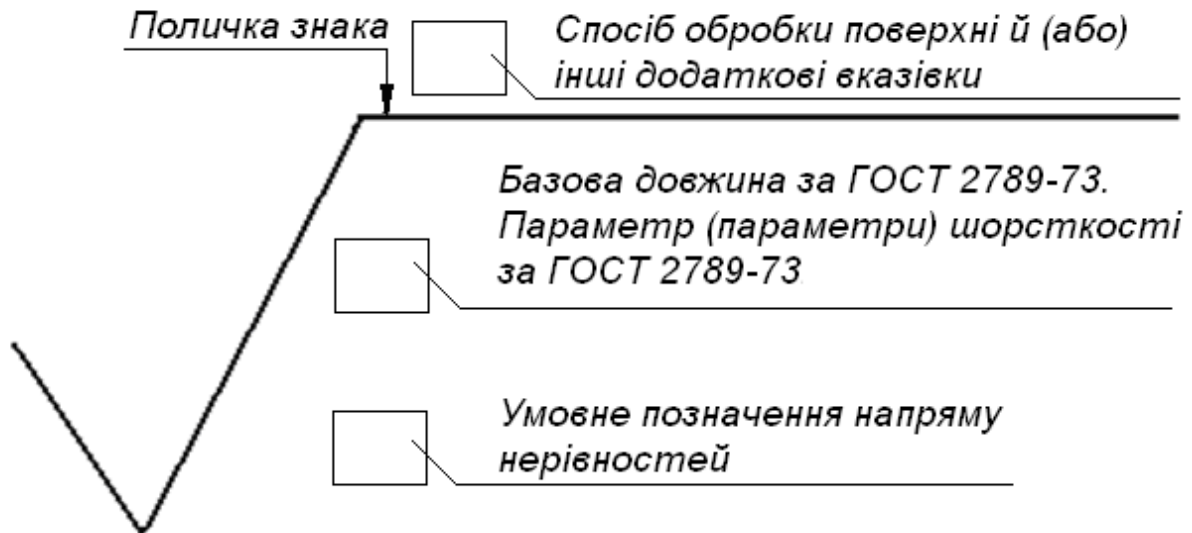 Поличка знака
Спосіб обробки поверхні й (або)
інші додаткові вказівки
Базова довжина за ГОСТ 2789-73.
Параметр (параметри) шорсткості
за ГОСТ 2789-73
Умовне позначення напряму
нерівностей